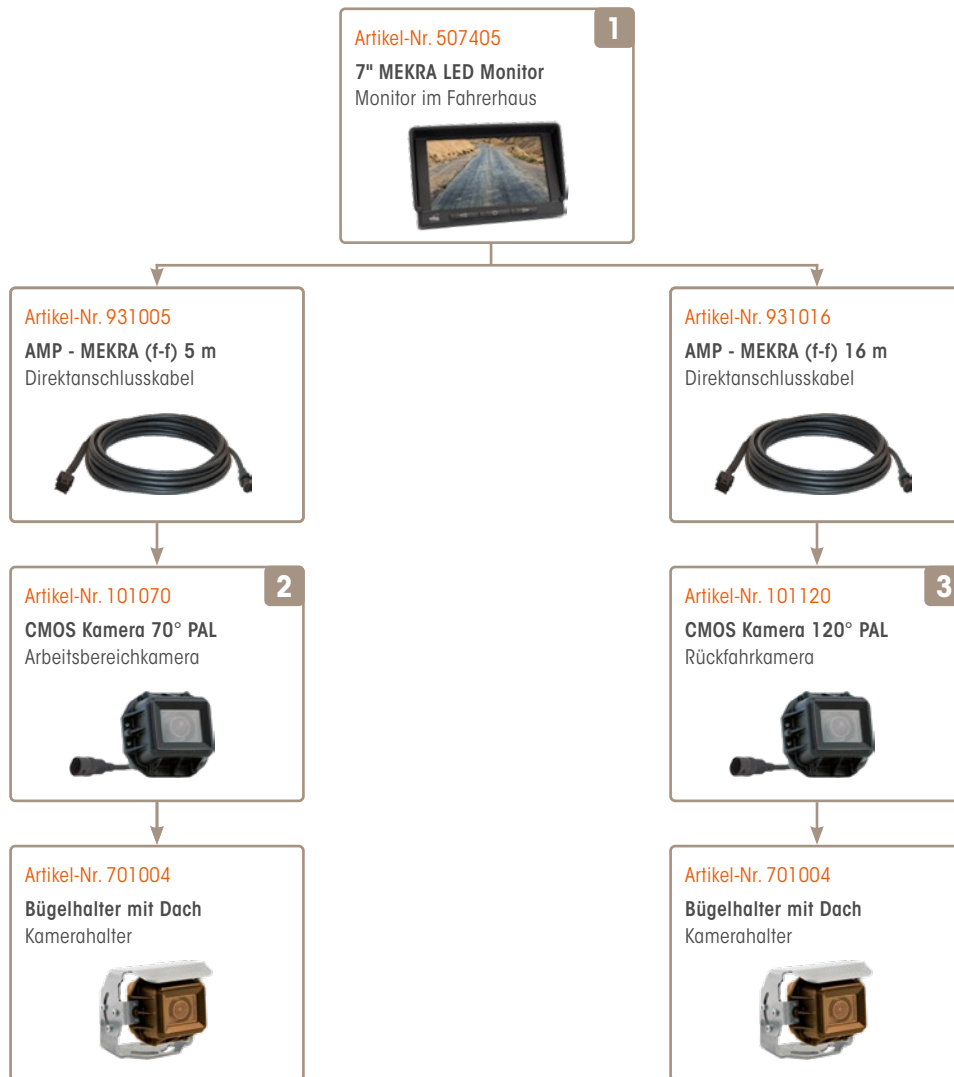 1
Artikel-Nr. 507405
7" MEKRA LED Monitor
Monitor im Fahrerhaus
Artikel-Nr. 931005
AMP - MEKRA (f-f) 5 m
Direktanschlusskabel
Artikel-Nr. 931016
AMP - MEKRA (f-f) 16 m
Direktanschlusskabel
2
Artikel-Nr. 101070
CMOS Kamera 70° PAL
Arbeitsbereichkamera
3
Artikel-Nr. 101120
CMOS Kamera 120° PAL
Rückfahrkamera
Artikel-Nr. 701004
Bügelhalter mit Dach
Kamerahalter
Artikel-Nr. 701004
Bügelhalter mit Dach
Kamerahalter